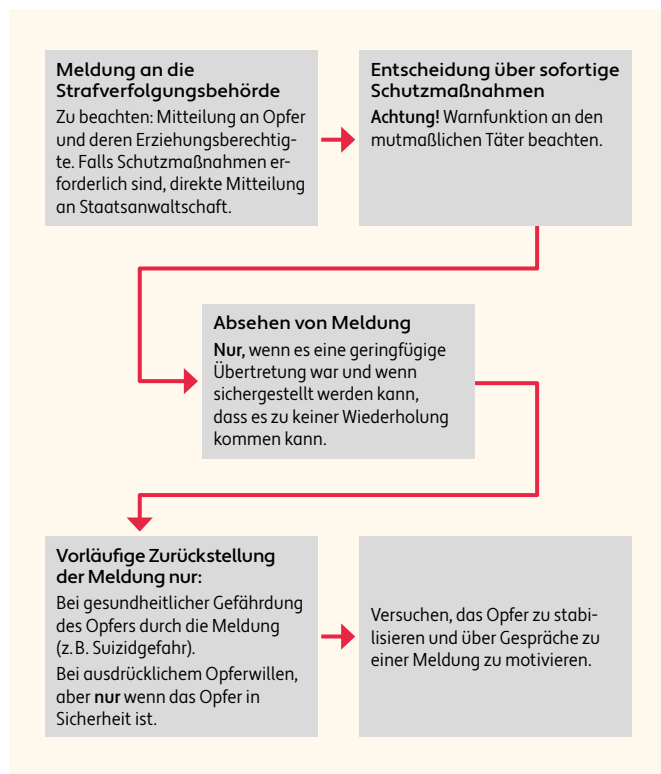 Meldung an die
Strafverfolgungsbehörde
Zu beachten: Mitteilung an Opfer
und deren Erziehungsberechtig-
te. Falls Schutzmaßnahmen er-
forderlich sind, direkte Mitteilung
an Staatsanwaltschaft.
Entscheidung über sofortige
Schutzmaßnahmen
Achtung! Warnfunktion an den
mutmaßlichen Täter beachten.
Absehen von Meldung
Nur, wenn es eine geringfügige
Übertretung war und wenn
sichergestellt werden kann,
dass es zu keiner Wiederholung
kommen kann.
Vorläufige Zurückstellung
der Meldung nur:
Bei gesundheitlicher Gefährdung
des Opfers durch die Meldung
(z. B. Suizidgefahr).
Bei ausdrücklichem Opferwillen,
aber nur wenn das Opfer in
Sicherheit ist.
Versuchen, das Opfer zu stabi-
lisieren und über Gespräche zu
einer Meldung zu motivieren.